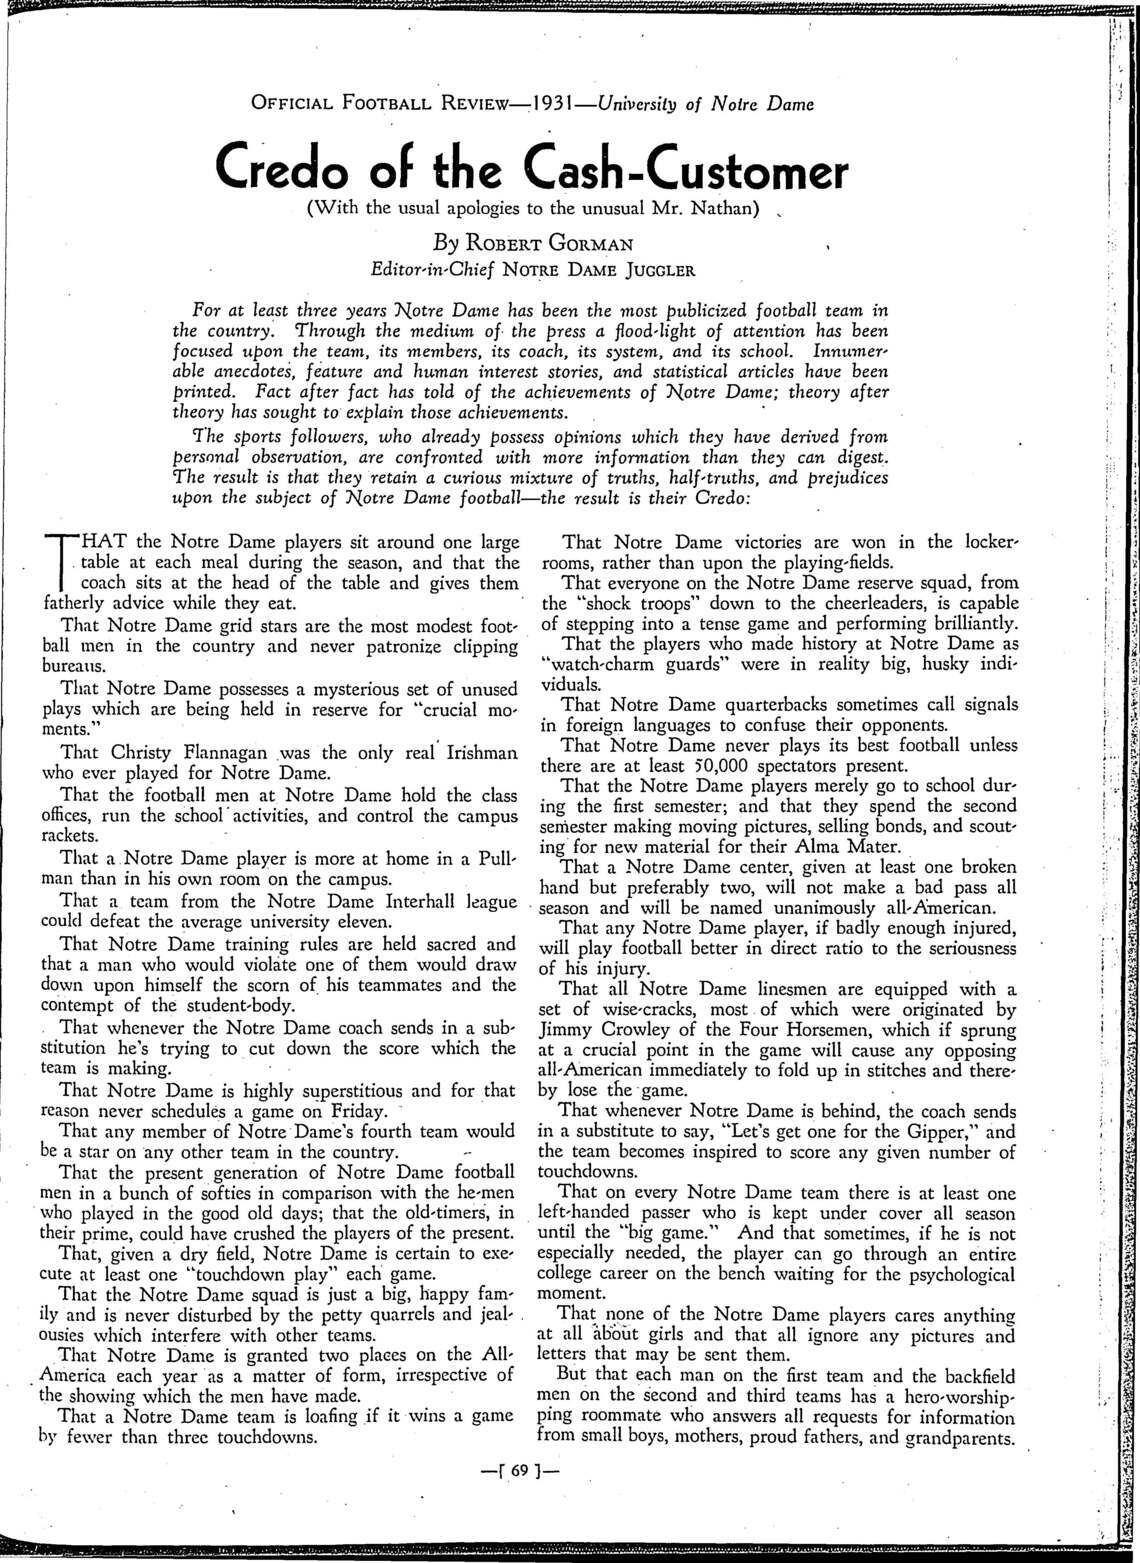 OFFICIAL FOOTBALL REVIEW—1931—University of Notre Dame
Credo of the Cash-Customer
(With the usual apologies to the unusual Mr. Nathan)
By ROBERT GORMAN
Editor-in-Chief NOTRE DAME JUGGLER
For at least three years Notre Dame has been the most publicized football team in
the country. Through the medium of the press a flood-light of attention has been
focused upon the team, its members, its coach, its system, and its school. Innumer-
able anecdotes, feature and human interest stories, and statistical articles have been
printed. Fact after fact has told of the achievements of Notre Dame; theory after
theory has sought to explain those achievements.
The sports followers, who already possess opinions which they have derived from
personal observation, are confronted with more information than they can digest.
The result is that they retain a curious mixture of truths, half-truths, and prejudices
upon the subject of Notre Dame football—the result is their Credo:
THAT the Notre Dame players sit around one large
table at each meal during the season, and that the
coach sits at the head of the table and gives them
fatherly advice while they eat.
That Notre Dame grid stars are the most modest foot-
ball men in the country and never patronize clipping
bureaus.
That Notre Dame possesses a mysterious set of unused
plays which are being held in reserve for "crucial mo-
ments."
That Christy Flannagan was the only real Irishman
who ever played for Notre Dame.
That the football men at Notre Dame hold the class
offices, run the school activities, and control the campus
rackets.
That a Notre Dame player is more at home in a Pull-
man than in his own room on the campus.
That a team from the Notre Dame Interhall league
could defeat the average university eleven.
That Notre Dame training rules are held sacred and
that a man who would violate one of them would draw
down upon himself the scorn of his teammates and the
contempt of the student-body.
That whenever the Notre Dame coach sends in a sub-
stitution he's trying to cut down the score which the
team is making.
That Notre Dame is highly superstitious and for that
reason never schedules a game on Friday.
That any member of Notre Dame's fourth team would
be a star on any other team in the country.
That the present generation of Notre Dame football
men in a bunch of softies in comparison with the he-men
who played in the good old days; that the old-timers, in
their prime, could have crushed the players of the present.
That, given a dry field, Notre Dame is certain to exe-
cute at least one "touchdown play" each game.
That the Notre Dame squad is just a big, happy fam-
ily and is never disturbed by the petty quarrels and jeal-
ousies which interfere with other teams.
That Notre Dame is granted two places on the All-
America each year as a matter of form, irrespective of
the showing which the men have made.
That a Notre Dame team is loafing if it wins a game
by fewer than three touchdowns.
That Notre Dame victories are won in the locker-
rooms, rather than upon the playing-fields.
That everyone on the Notre Dame reserve squad, from
the "shock troops" down to the cheerleaders, is capable
of stepping into a tense game and performing brilliantly.
That the players who made history at Notre Dame as
"watch-charm guards" were in reality big, husky indi-
viduals.
That Notre Dame quarterbacks sometimes call signals
in foreign languages to confuse their opponents.
That Notre Dame never plays its best football unless
there are at least 50,000 spectators present.
That the Notre Dame players merely go to school dur-
ing the first semester; and that they spend the second
semester making moving pictures, selling bonds, and scout-
ing for new material for their Alma Mater.
That a Notre Dame center, given at least one broken
hand but preferably two, will not make a bad pass all
season and will be named unanimously all-American.
That any Notre Dame player, if badly enough injured,
will play football better in direct ratio to the seriousness
of his injury.
That all Notre Dame linesmen are equipped with a
set of wise-cracks, most of which were originated by
Jimmy Crowley of the Four Horsemen, which if sprung
at a crucial point in the game will cause any opposing
all-American immediately to fold up in stitches and there-
by lose the game.
That whenever Notre Dame is behind, the coach sends
in a substitute to say, "Let's get one for the Gipper," and
the team becomes inspired to score any given number of
touchdowns.
That on every Notre Dame team there is at least one
left-handed passer who is kept under cover all season
until the "big game." And that sometimes, if he is not
especially needed, the player can go through an entire
college career on the bench waiting for the psychological
moment.
That none of the Notre Dame players cares anything
at all about girls and that all ignore any pictures and
letters that may be sent them.
But that each man on the first team and the backfield
men on the second and third teams has a hero-worship-
ping roommate who answers all requests for information
from small boys, mothers, proud fathers, and grandparents.
—[ 69 ]—